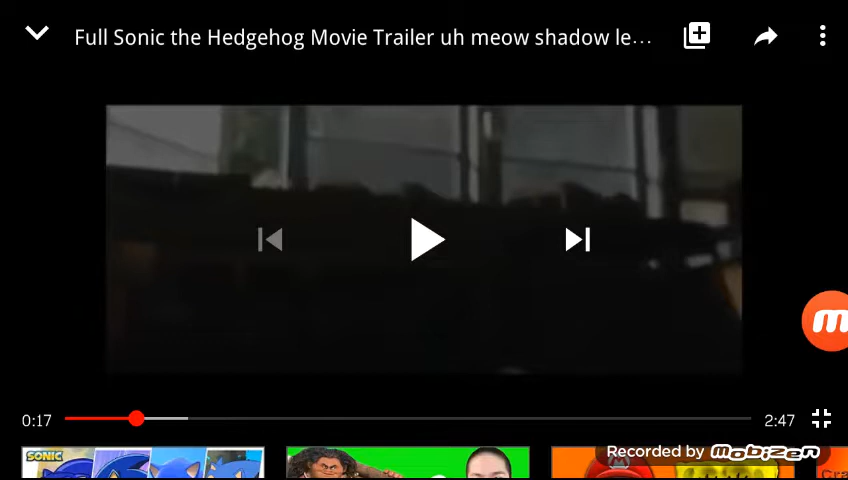 Full Sonic the Hedgehog Movie Trailer uh meow shadow le...
0:17
2:47
SONIC
Recorded by mobizen